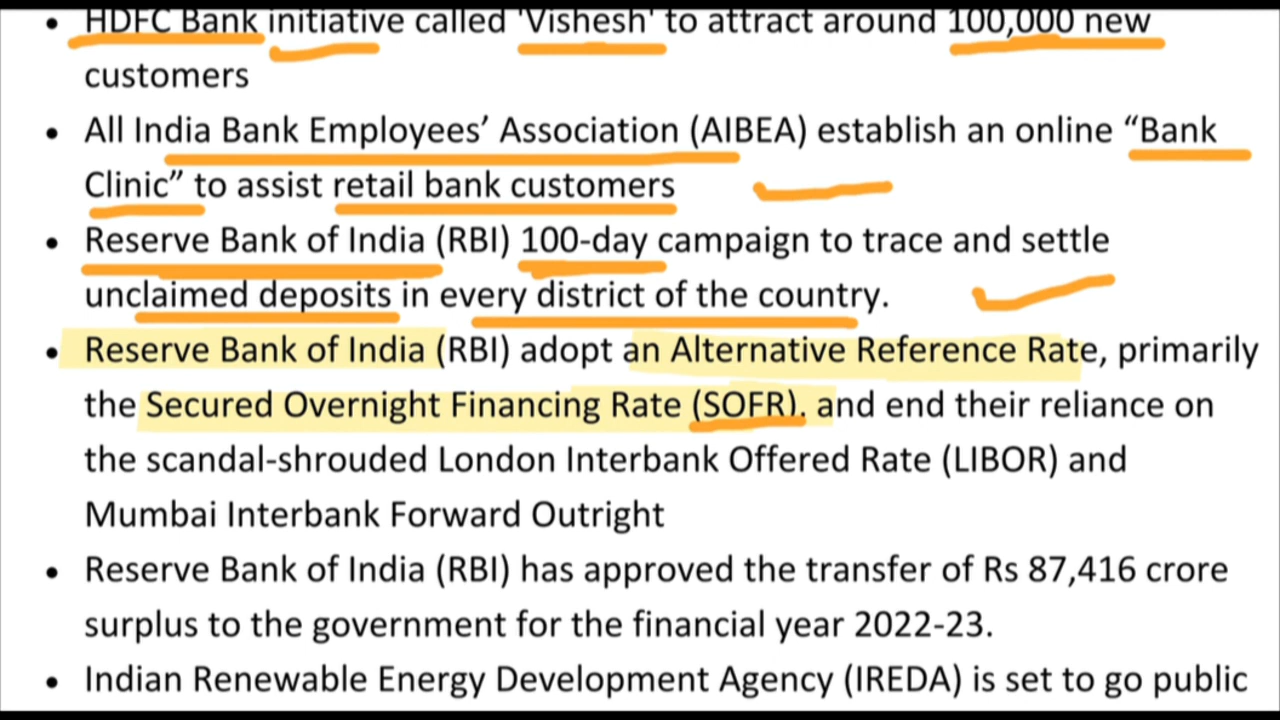 • HDFC Bank initiative called 'Vishesh' to attract around 100,000 new
customers
• All India Bank Employees’ Association (AIBEA) establish an online “Bank
Clinic” to assist retail bank customers
• Reserve Bank of India (RBI) 100-day campaign to trace and settle
unclaimed deposits in every district of the country.
• Reserve Bank of India (RBI) adopt an Alternative Reference Rate, primarily
the Secured Overnight Financing Rate (SOFR), and end their reliance on
the scandal-shrouded London Interbank Offered Rate (LIBOR) and
Mumbai Interbank Forward Outright
• Reserve Bank of India (RBI) has approved the transfer of Rs 87,416 crore
surplus to the government for the financial year 2022-23.
• Indian Renewable Energy Development Agency (IREDA) is set to go public